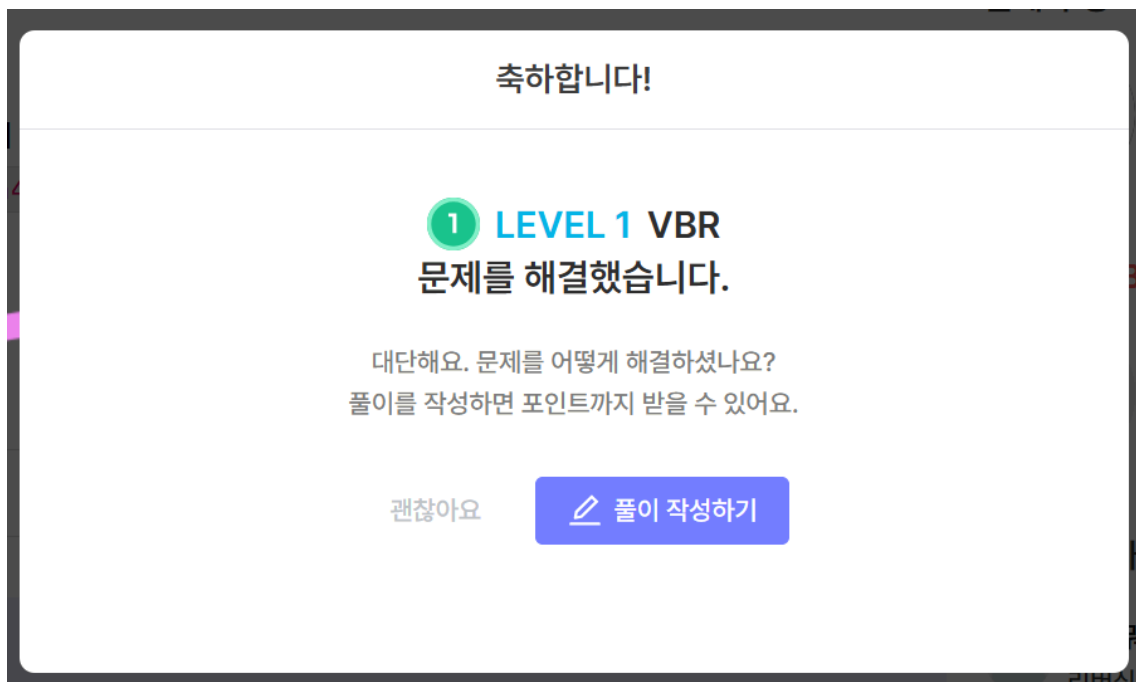 축하합니다!
1 LEVEL 1 VBR
문제를 해결했습니다.
대단해요. 문제를 어떻게 해결하셨나요?
풀이를 작성하면 포인트까지 받을 수 있어요.
괜찮아요
풀이 작성하기